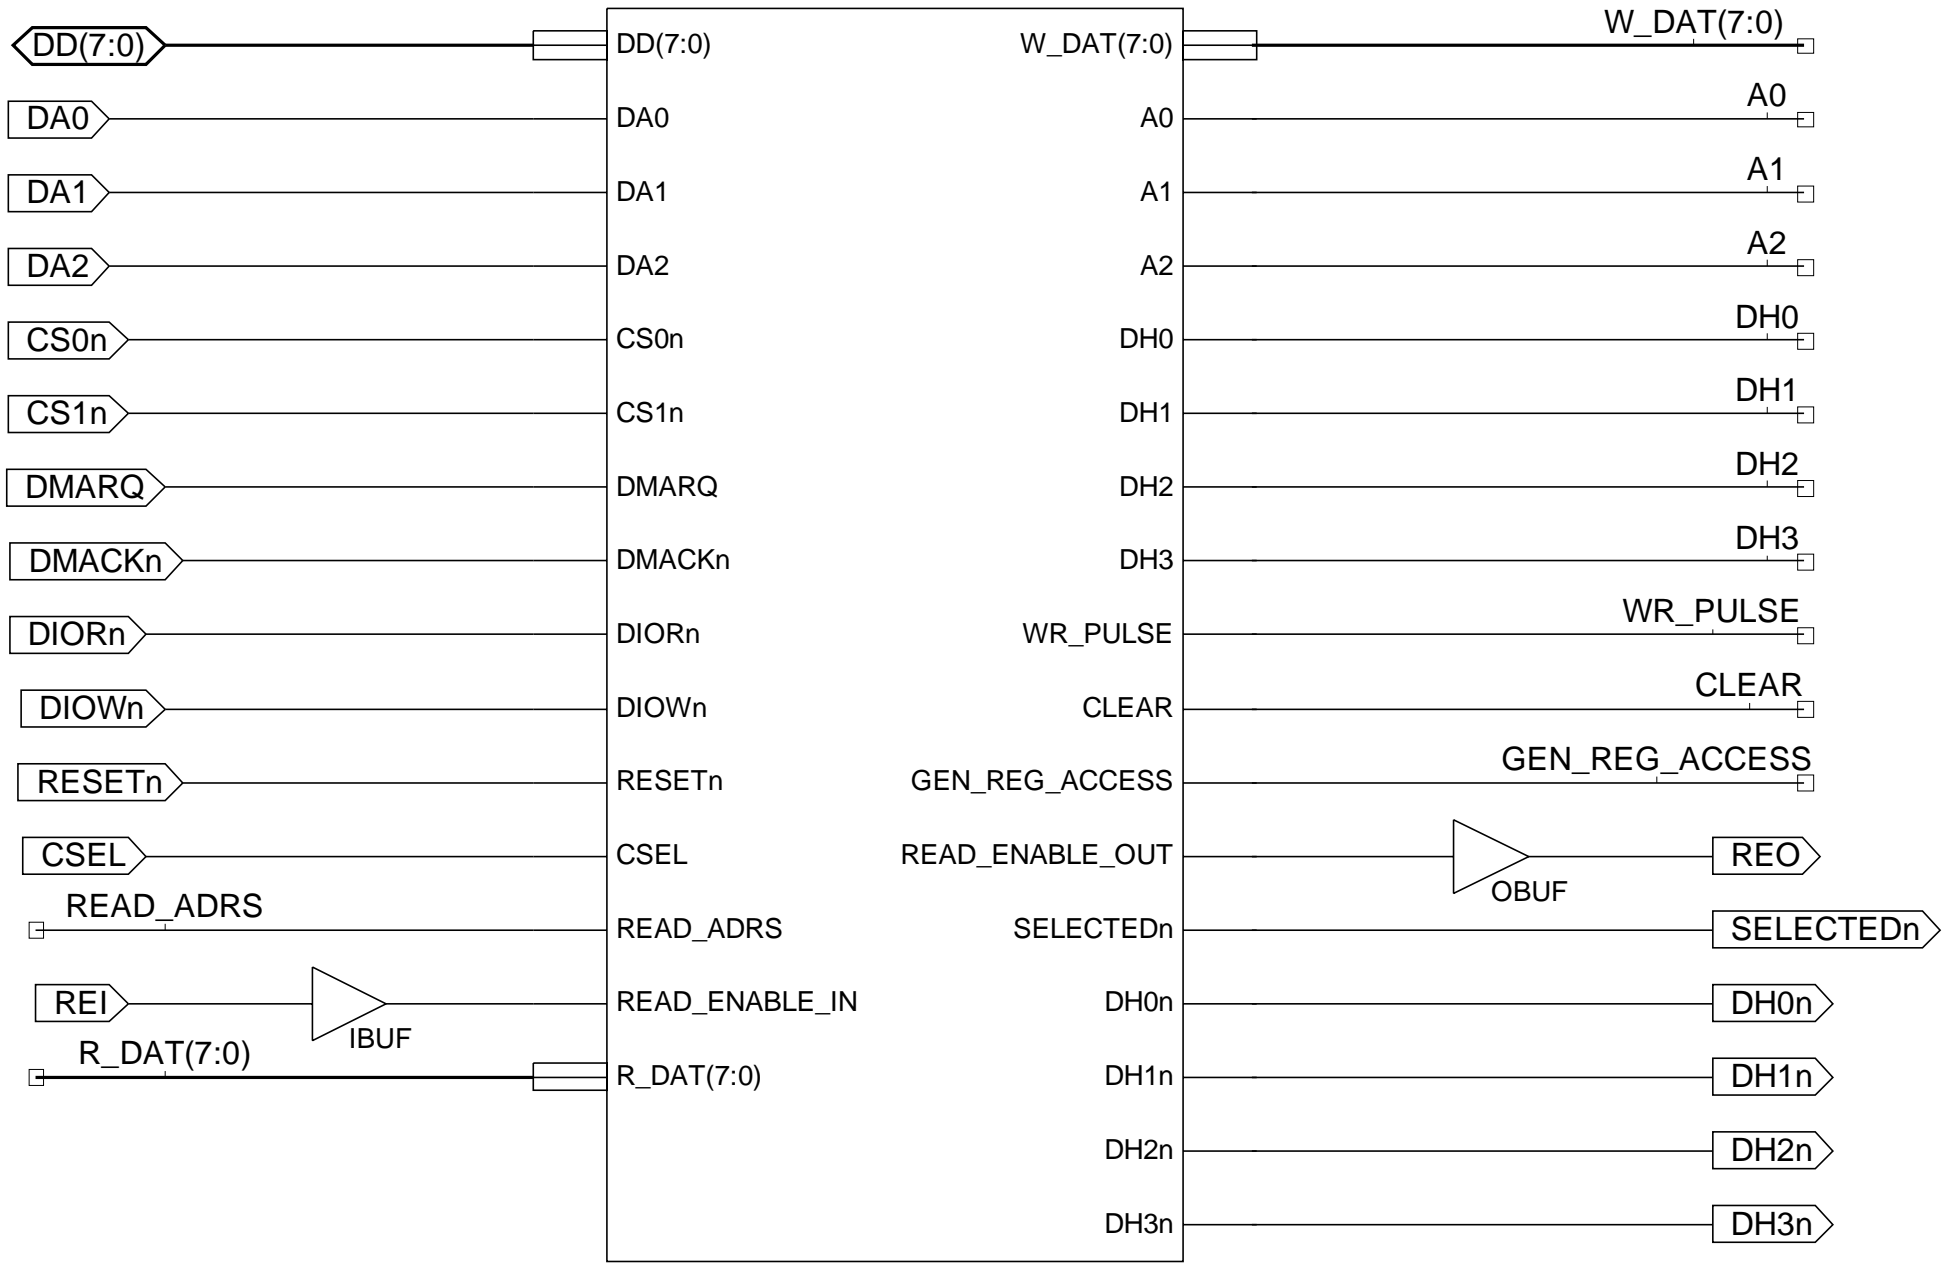 DD(7:0) DD(7:0) W_DAT(7:0) W_DAT(7:0)
DA0 DA0 A0 A0
DA1 DA1 A1 A1
DA2 DA2 A2 A2
CS0n CS0n DH0 DH0
CS1n CS1n DH1 DH1
DMARQ DMARQ DH2 DH2
DMACKn DMACKn DH3 DH3
DIORn DIORn WR_PULSE WR_PULSE
DIOWn DIOWn CLEAR CLEAR
RESETn RESETn GEN_REG_ACCESS GEN_REG_ACCESS
CSEL CSEL READ_ENABLE_OUT OBUF REO
READ_ADRS READ_ADRS SELECTEDn SELECTEDn
REI IBUF READ_ENABLE_IN DH0n DH0n
R_DAT(7:0) R_DAT(7:0) DH1n DH1n
DH2n DH2n
DH3n DH3n